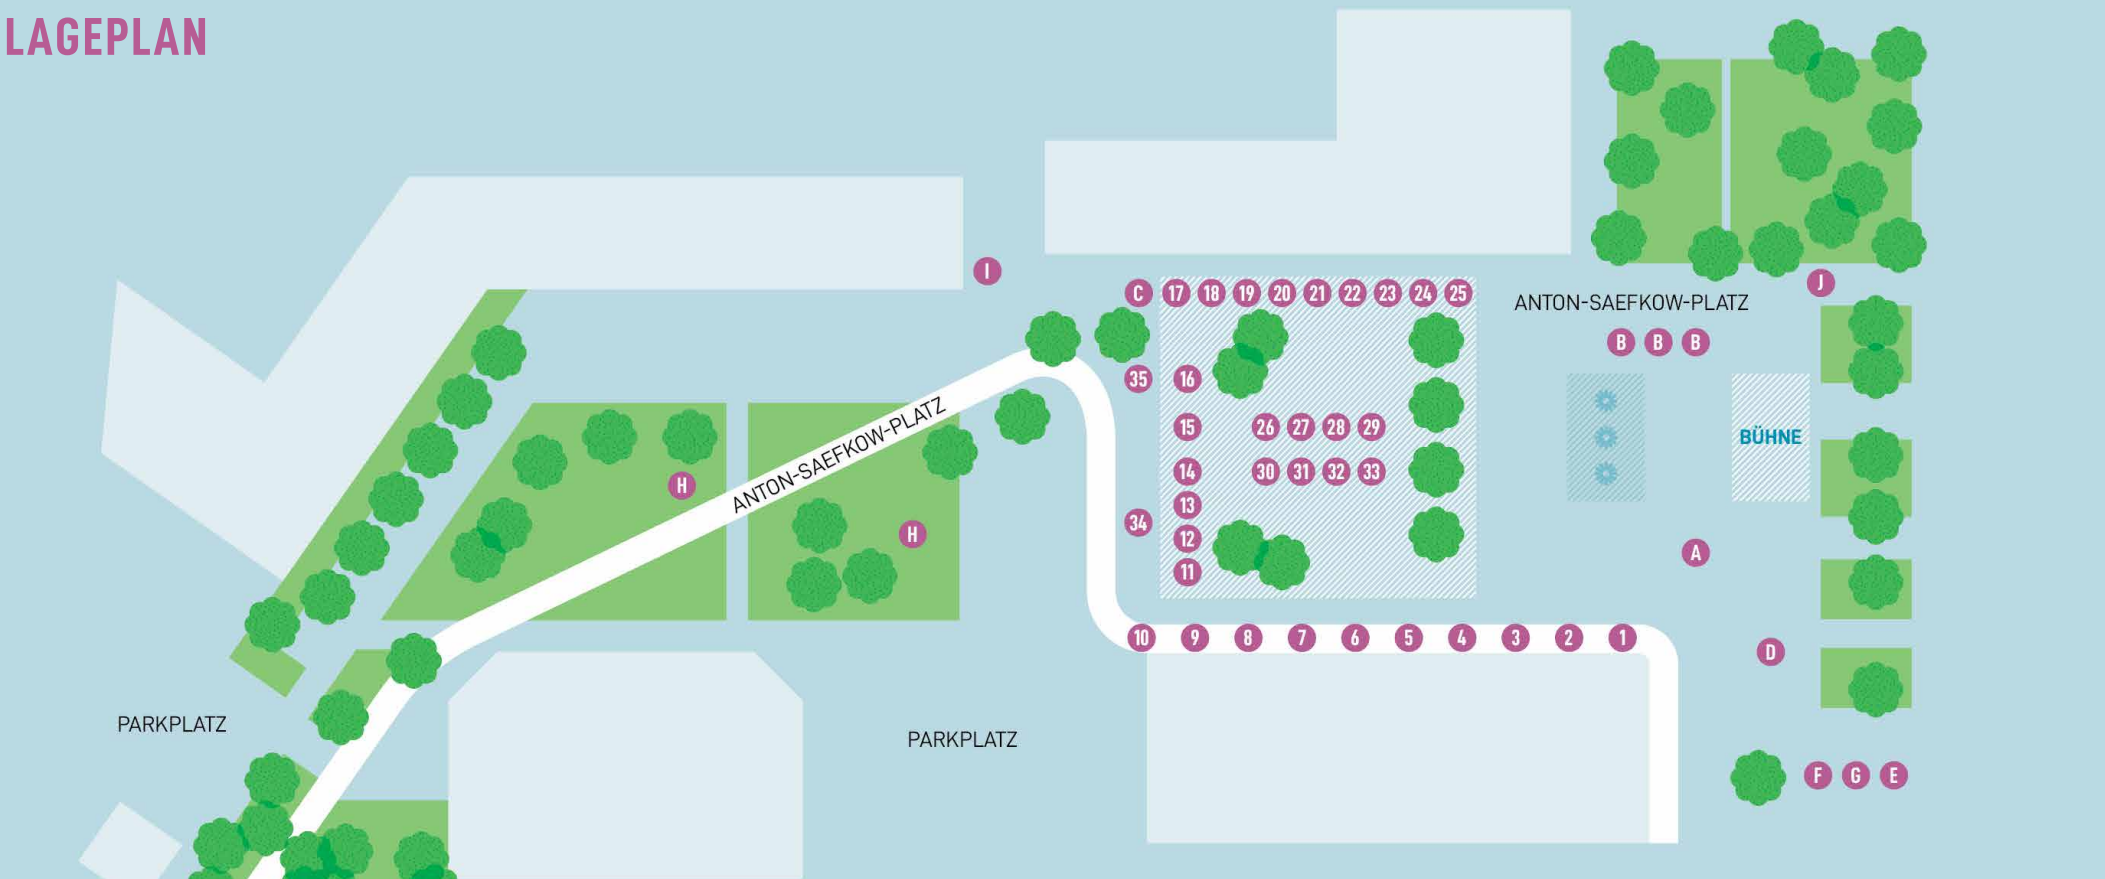 LAGEPLAN
I
C 17 18 19 20 21 22 23 24 25
ANTON-SAEFKOW-PLATZ
J
B B B
35 16
ANTON-SAEFKOW-PLATZ
15 26 27 28 29
BÜHNE
14 30 31 32 33
H
13
34
H
12
A
11
10 9 8 7 6 5 4 3 2 1
D
PARKPLATZ
PARKPLATZ
F G E